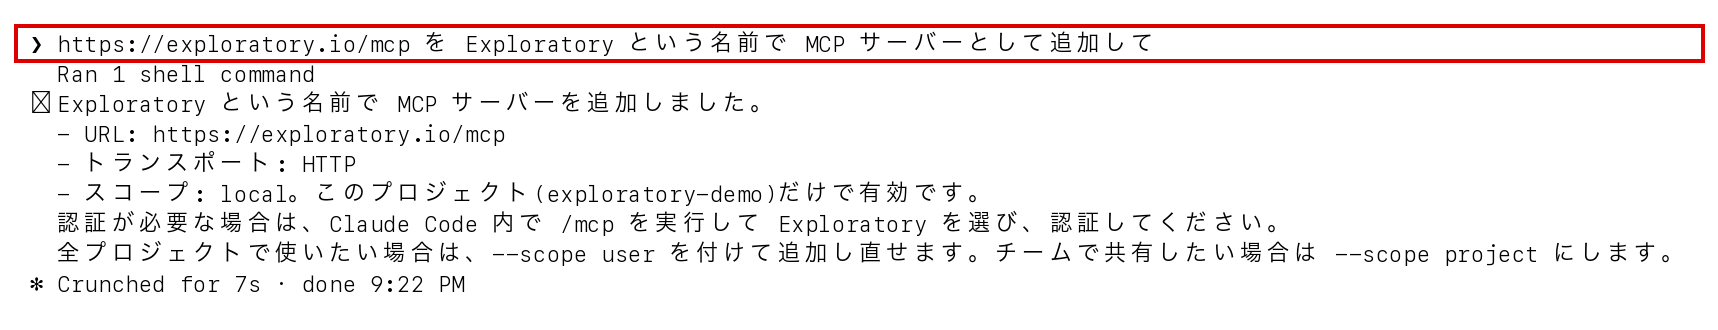 ❯ https://exploratory.io/mcp を Exploratory という名前で MCP サーバーとして追加して
Ran 1 shell command
Exploratory という名前で MCP サーバーを追加しました。
- URL: https://exploratory.io/mcp
- トランスポート: HTTP
- スコープ: local。このプロジェクト(exploratory-demo)だけで有効です。
認証が必要な場合は、Claude Code 内で /mcp を実行して Exploratory を選び、認証してください。
全プロジェクトで使いたい場合は、--scope user を付けて追加し直せます。チームで共有したい場合は --scope project にします。
✻ Crunched for 7s · done 9:22 PM